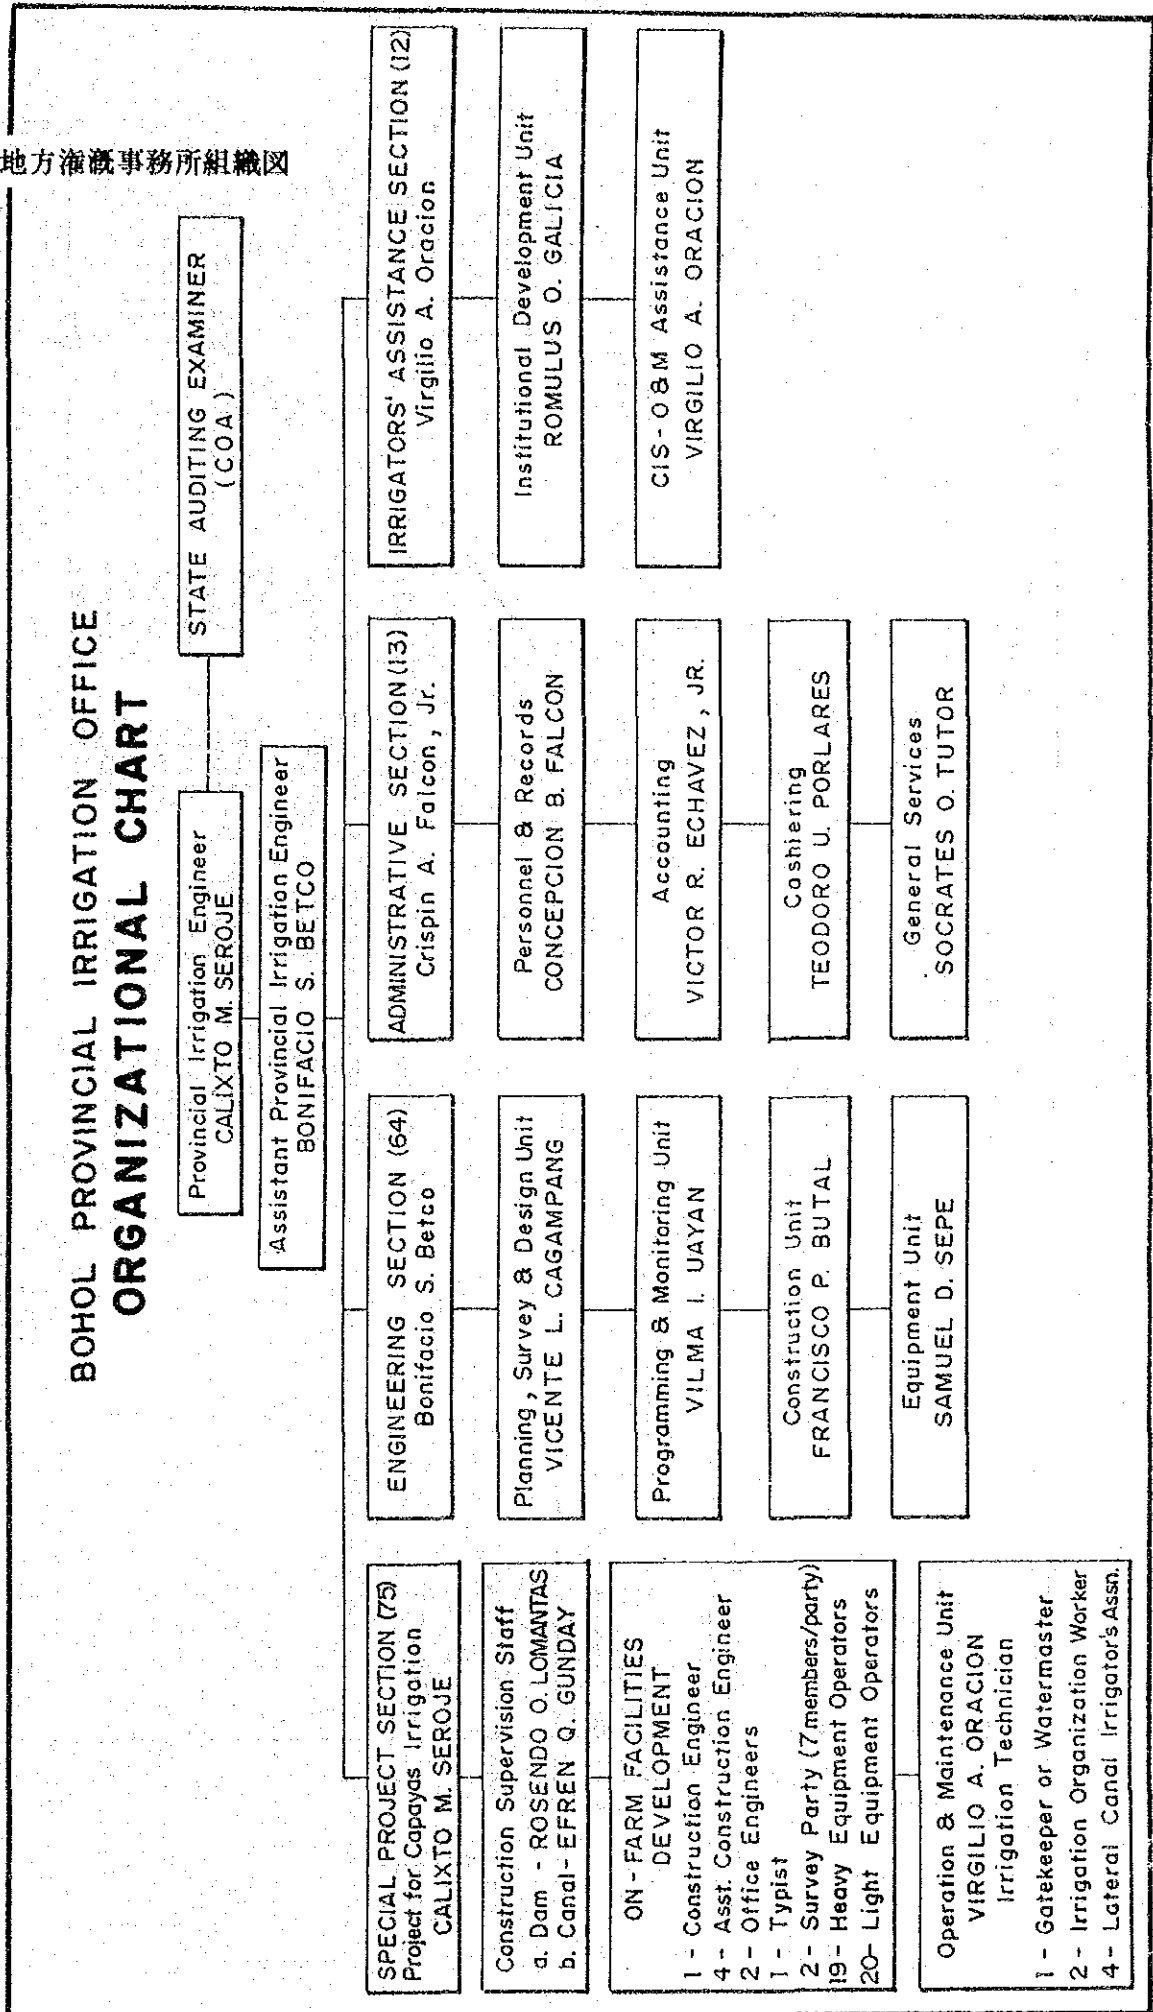 地方灌漑事務所組織図
BOHOL PROVINCIAL IRRIGATION OFFICE
ORGANIZATIONAL CHART
Provincial Irrigation Engineer
CALIXTO M. SEROJE
STATE AUDITING EXAMINER
(COA)
Assistant Provincial Irrigation Engineer
BONIFACIO S. BETCO
SPECIAL PROJECT SECTION (75)
Project for Capayas Irrigation
CALIXTO M. SEROJE
Construction Supervision Staff
a. Dam - ROSENDO O. LOMANTAS
b. Canal - EFREN Q. GUNDAY
ON - FARM FACILITIES
DEVELOPMENT
1 - Construction Engineer
4 - Asst. Construction Engineer
2 - Office Engineers
1 - Typist
2 - Survey Party (7 members/party)
19 - Heavy Equipment Operators
20 - Light Equipment Operators
Operation & Maintenance Unit
VIRGILIO A. ORACION
Irrigation Technician
1 - Gatekeeper or Watermaster
2 - Irrigation Organization Worker
4 - Lateral Canal Irrigator's Assn.
ENGINEERING SECTION (64)
Bonifacio S. Betco
Planning, Survey & Design Unit
VICENTE L. CAGAMPANG
Programming & Monitoring Unit
VILMA I. UAYAN
Construction Unit
FRANCISCO P. BUTAL
Equipment Unit
SAMUEL D. SEPE
ADMINISTRATIVE SECTION (13)
Crispin A. Falcon, Jr.
Personnel & Records
CONCEPCION B. FALCON
Accounting
VICTOR R. ECHAVEZ, JR.
Cashiering
TEODORO U. PORLARES
General Services
SOCRATES O. TUTOR
IRRIGATORS' ASSISTANCE SECTION (12)
Virgilio A. Oracion
Institutional Development Unit
ROMULUS O. GALICIA
CIS - O & M Assistance Unit
VIRGILIO A. ORACION